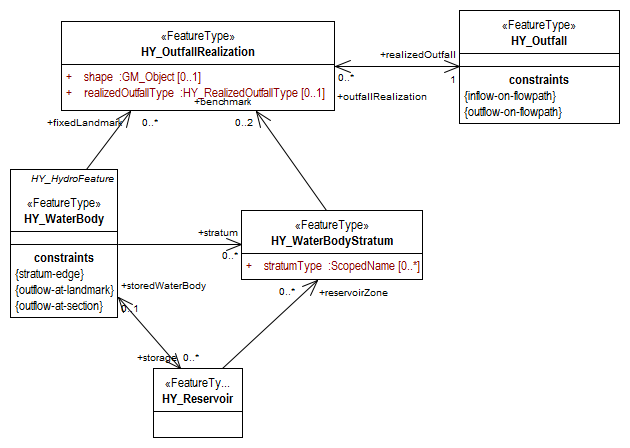 «FeatureType»
HY_OutfallRealization
+ shape :GM_Object [0..1]
+ realizedOutfallType :HY_RealizedOutfallType [0..1]
«FeatureType»
HY_Outfall
constraints
{inflow-on-flowpath}
{outflow-on-flowpath}
+realizedOutfall
0..*
1
+outfallRealization
+benchmark
+fixedLandmark
0..*
0..2
HY_HydroFeature
«FeatureType»
HY_WaterBody
constraints
{stratum-edge}
{outflow-at-landmark}
{outflow-at-section}
«FeatureType»
HY_WaterBodyStratum
+ stratumType :ScopedName [0..*]
+stratum
0..*
+storedWaterBody
0..1
0..*
+reservoirZone
+storage
0..*
«FeatureTy...
HY_Reservoir